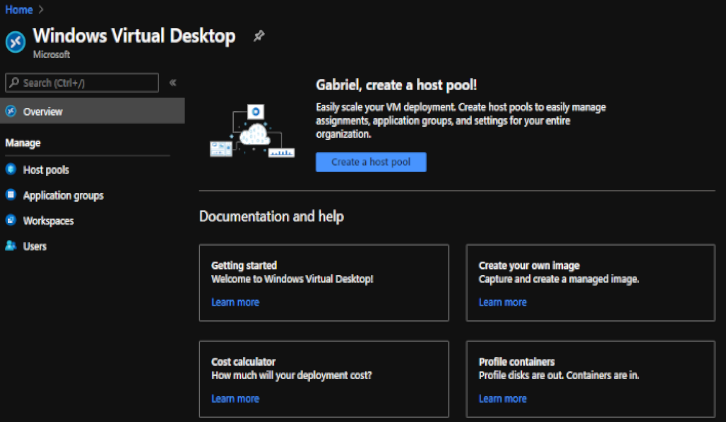 Home >
Windows Virtual Desktop
Microsoft
Search (Ctrl+/)
«
Overview
Manage
Host pools
Application groups
Workspaces
Users
Gabriel, create a host pool!
Easily scale your VM deployment. Create host pools to easily manage
assignments, application groups, and settings for your entire
organization.
Create a host pool
Documentation and help
Getting started
Welcome to Windows Virtual Desktop!
Learn more
Create your own image
Capture and create a managed image.
Learn more
Cost calculator
How much will your deployment cost?
Learn more
Profile containers
Profile disks are out. Containers are in.
Learn more